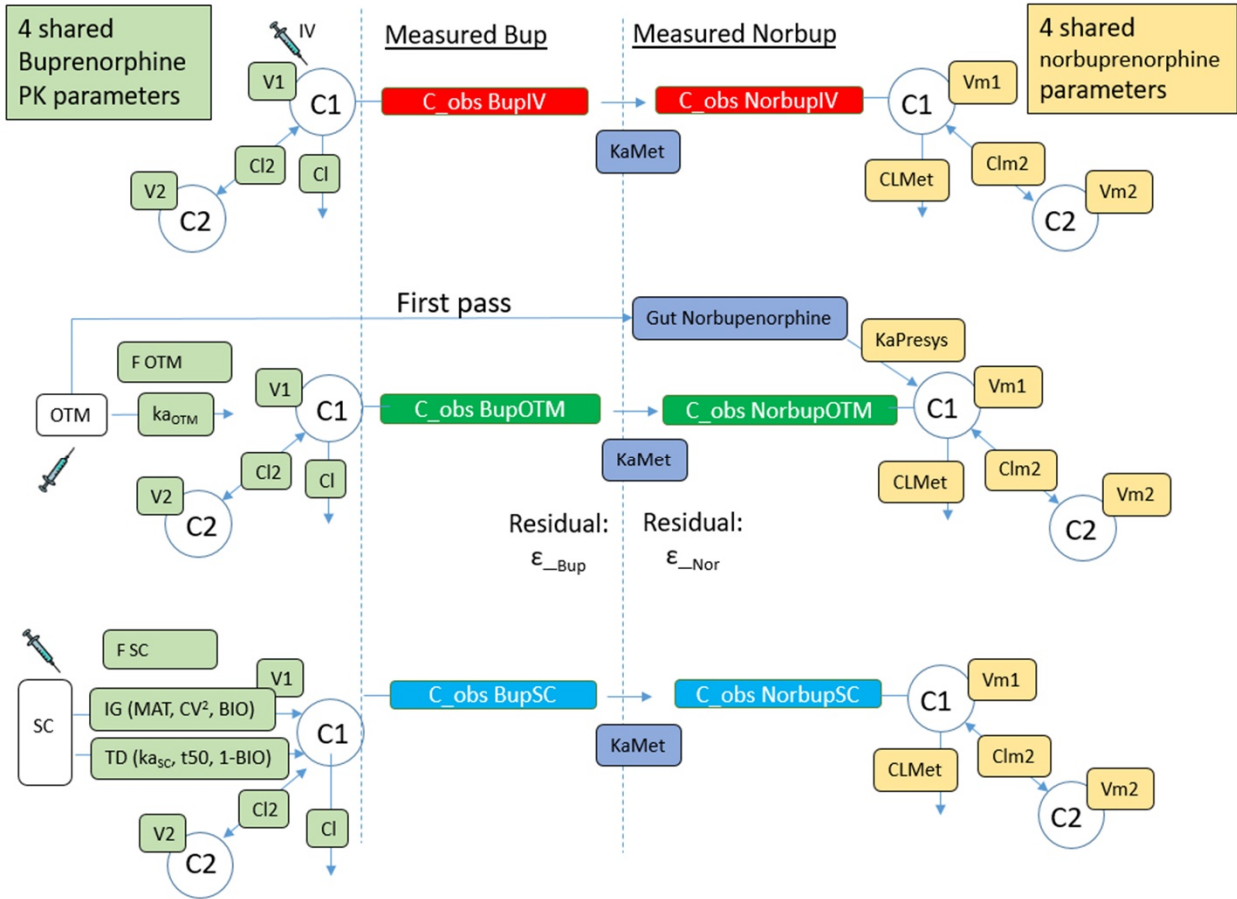 4 shared
Buprenorphine
PK parameters
IV
Measured Bup
Measured Norbup
4 shared
norbuprenorphine
parameters
V1
C1
C_obs BupIV
C_obs NorbupIV
C1
Vm1
KaMet
Cl2
Cl
CLMet
Clm2
V2
C2
Vm2
C2
First pass
Gut Norbupenorphine
F OTM
KaPresys
OTM
kaOTM
V1
C1
C_obs BupOTM
C_obs NorbupOTM
C1
Vm1
KaMet
Cl2
Cl
CLMet
Clm2
V2
C2
Vm2
C2
Residual:
ε_Bup
Residual:
ε_Nor
F SC
V1
SC
IG (MAT, CV², BIO)
TD (kaSC, t50, 1-BIO)
C1
C_obs BupSC
C_obs NorbupSC
C1
Vm1
KaMet
Cl2
Cl
CLMet
Clm2
V2
C2
Vm2
C2